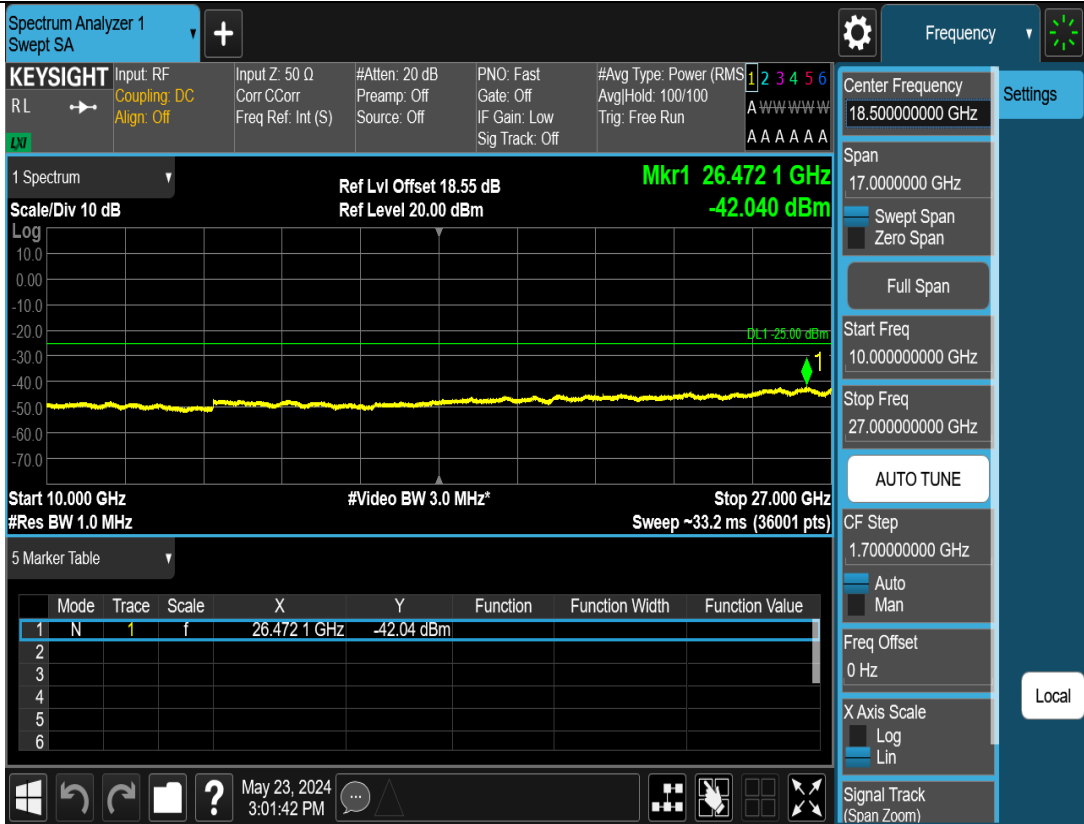 Spectrum Analyzer 1
Swept SA
+
Frequency
KEYSIGHT
R L
LXI
Input: RF
Coupling: DC
Align: Off
Input Z: 50 Ω
Corr CCorr
Freq Ref: Int (S)
#Atten: 20 dB
Preamp: Off
Source: Off
PNO: Fast
Gate: Off
IF Gain: Low
Sig Track: Off
#Avg Type: Power (RMS
Avg|Hold: 100/100
Trig: Free Run
1 2 3 4 5 6
A W W W W W
A A A A A A
1 Spectrum
Scale/Div 10 dB
Ref Lvl Offset 18.55 dB
Ref Level 20.00 dBm
Mkr1 26.472 1 GHz
-42.040 dBm
Log
10.0
0.00
-10.0
-20.0
-30.0
-40.0
-50.0
-60.0
-70.0
DL1 -25.00 dBm
1
Start 10.000 GHz
#Video BW 3.0 MHz*
Stop 27.000 GHz
#Res BW 1.0 MHz
Sweep ~33.2 ms (36001 pts)
5 Marker Table
Mode Trace Scale X Y Function Function Width Function Value
1 N 1 f 26.472 1 GHz -42.04 dBm
2
3
4
5
6
?
May 23, 2024
3:01:42 PM
Center Frequency
18.500000000 GHz
Span
17.0000000 GHz
Swept Span
Zero Span
Full Span
Start Freq
10.000000000 GHz
Stop Freq
27.000000000 GHz
AUTO TUNE
CF Step
1.700000000 GHz
Auto
Man
Freq Offset
0 Hz
X Axis Scale
Log
Lin
Signal Track
(Span Zoom)
Settings
Local